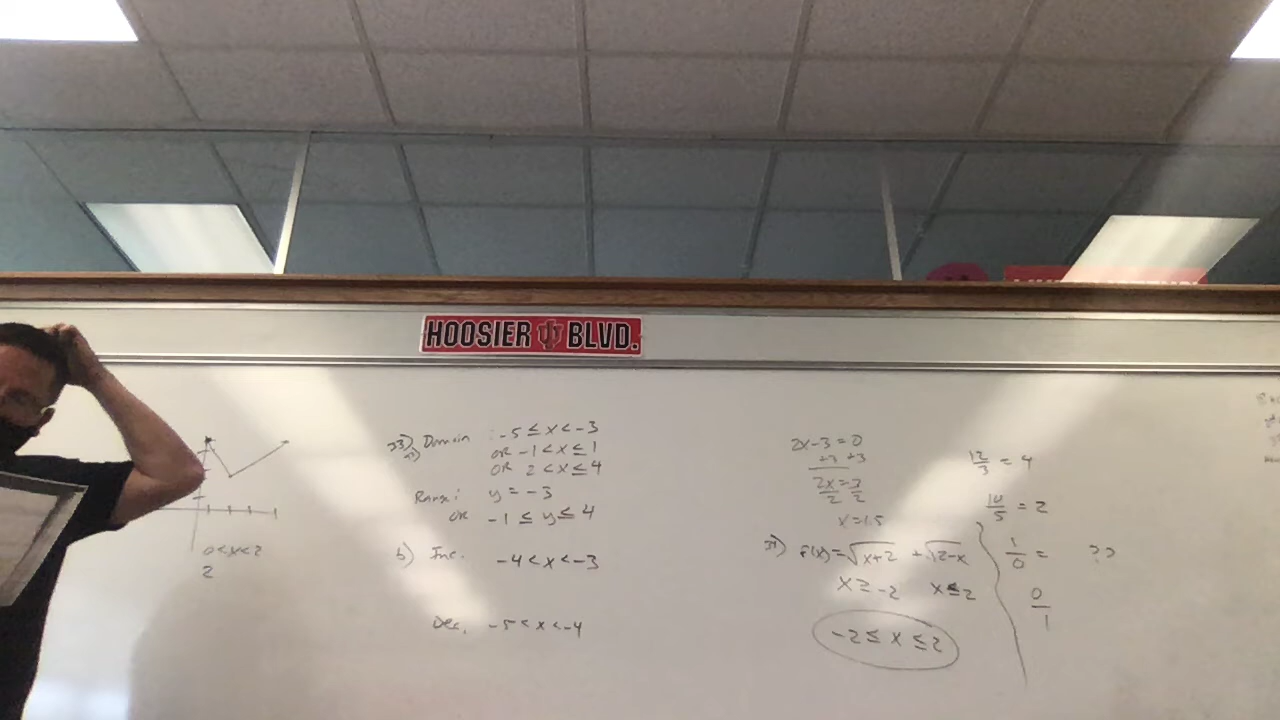 HOOSIER BLVD.
0<x<2
2
33) Domain : -5 ≤ x < -3
OR -1 < x ≤ 1
OR 2 < x ≤ 4
Range: y = -3
OR -1 ≤ y ≤ 4
b) Inc. -4 < x < -3
Dec. -5 < x < -4
2x-3=0
+3 +3
2x=3
2 2
x=1.5
f(x)=√x+2 + √2-x
x ≥ -2 x ≤ 2
-2 ≤ x ≤ 2
12/3 = 4
10/5 = 2
1/0 = ??
0/1